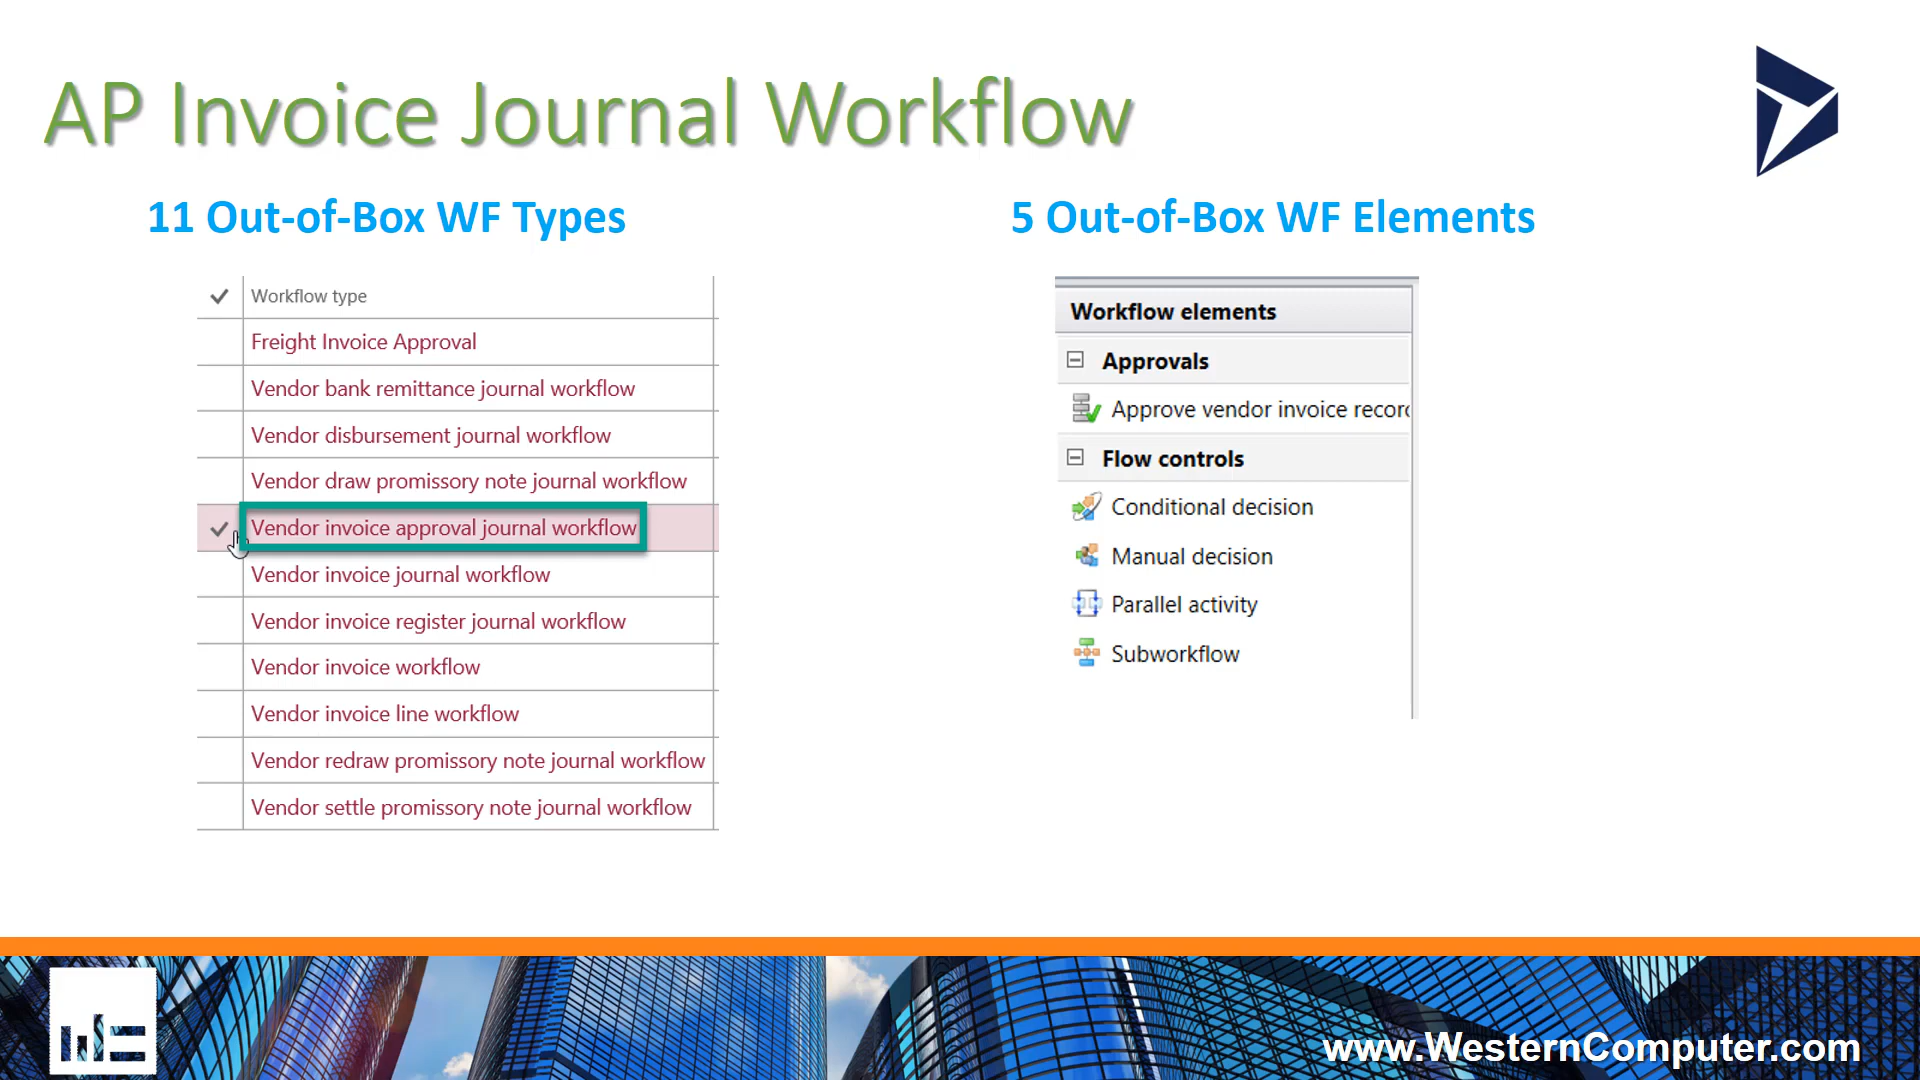 AP Invoice Journal Workflow
11 Out-of-Box WF Types
Workflow type
Freight Invoice Approval
Vendor bank remittance journal workflow
Vendor disbursement journal workflow
Vendor draw promissory note journal workflow
Vendor invoice approval journal workflow
Vendor invoice journal workflow
Vendor invoice register journal workflow
Vendor invoice workflow
Vendor invoice line workflow
Vendor redraw promissory note journal workflow
Vendor settle promissory note journal workflow
5 Out-of-Box WF Elements
Workflow elements
Approvals
Approve vendor invoice recor
Flow controls
Conditional decision
Manual decision
Parallel activity
Subworkflow
www.WesternComputer.com